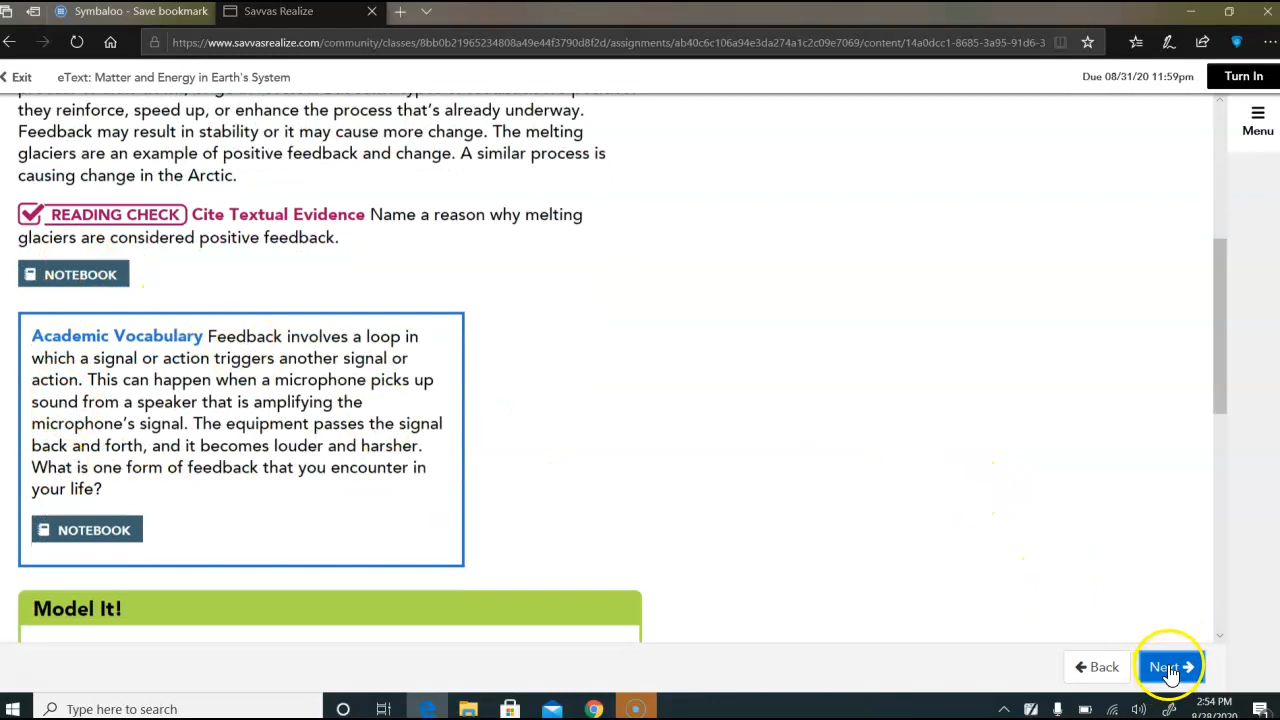 Symbaloo - Save bookmark
Savvas Realize
https://www.savvasrealize.com/community/classes/8bb0b21965234808a49e44f3790d8f2d/assignments/ab40c6c106a94e3da274a1c2c09e7069/content/14a0dcc1-8685-3a95-91d6-3
Exit
eText: Matter and Energy in Earth's System
Due 08/31/20 11:59pm
Turn In
Menu
they reinforce, speed up, or enhance the process that's already underway.
Feedback may result in stability or it may cause more change. The melting
glaciers are an example of positive feedback and change. A similar process is
causing change in the Arctic.
READING CHECK Cite Textual Evidence Name a reason why melting
glaciers are considered positive feedback.
NOTEBOOK
Academic Vocabulary Feedback involves a loop in
which a signal or action triggers another signal or
action. This can happen when a microphone picks up
sound from a speaker that is amplifying the
microphone's signal. The equipment passes the signal
back and forth, and it becomes louder and harsher.
What is one form of feedback that you encounter in
your life?
NOTEBOOK
Model It!
Back
Next
Type here to search
2:54 PM
8/28/2020